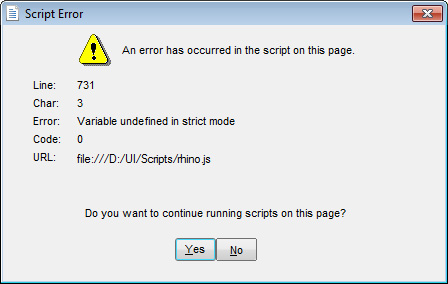 Script Error
An error has occurred in the script on this page.
Line: 731
Char: 3
Error: Variable undefined in strict mode
Code: 0
URL: file:///D:/UI/Scripts/rhino.js
Do you want to continue running scripts on this page?
Yes No